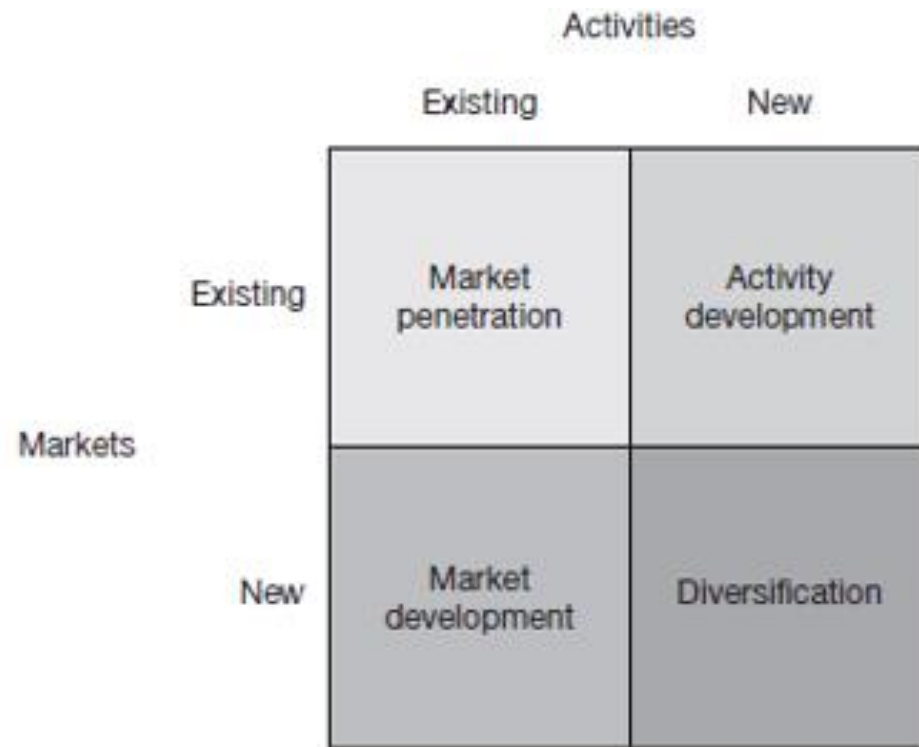 Activities
Existing New
Existing
Market
penetration
Activity
development
Markets
New
Market
development
Diversification